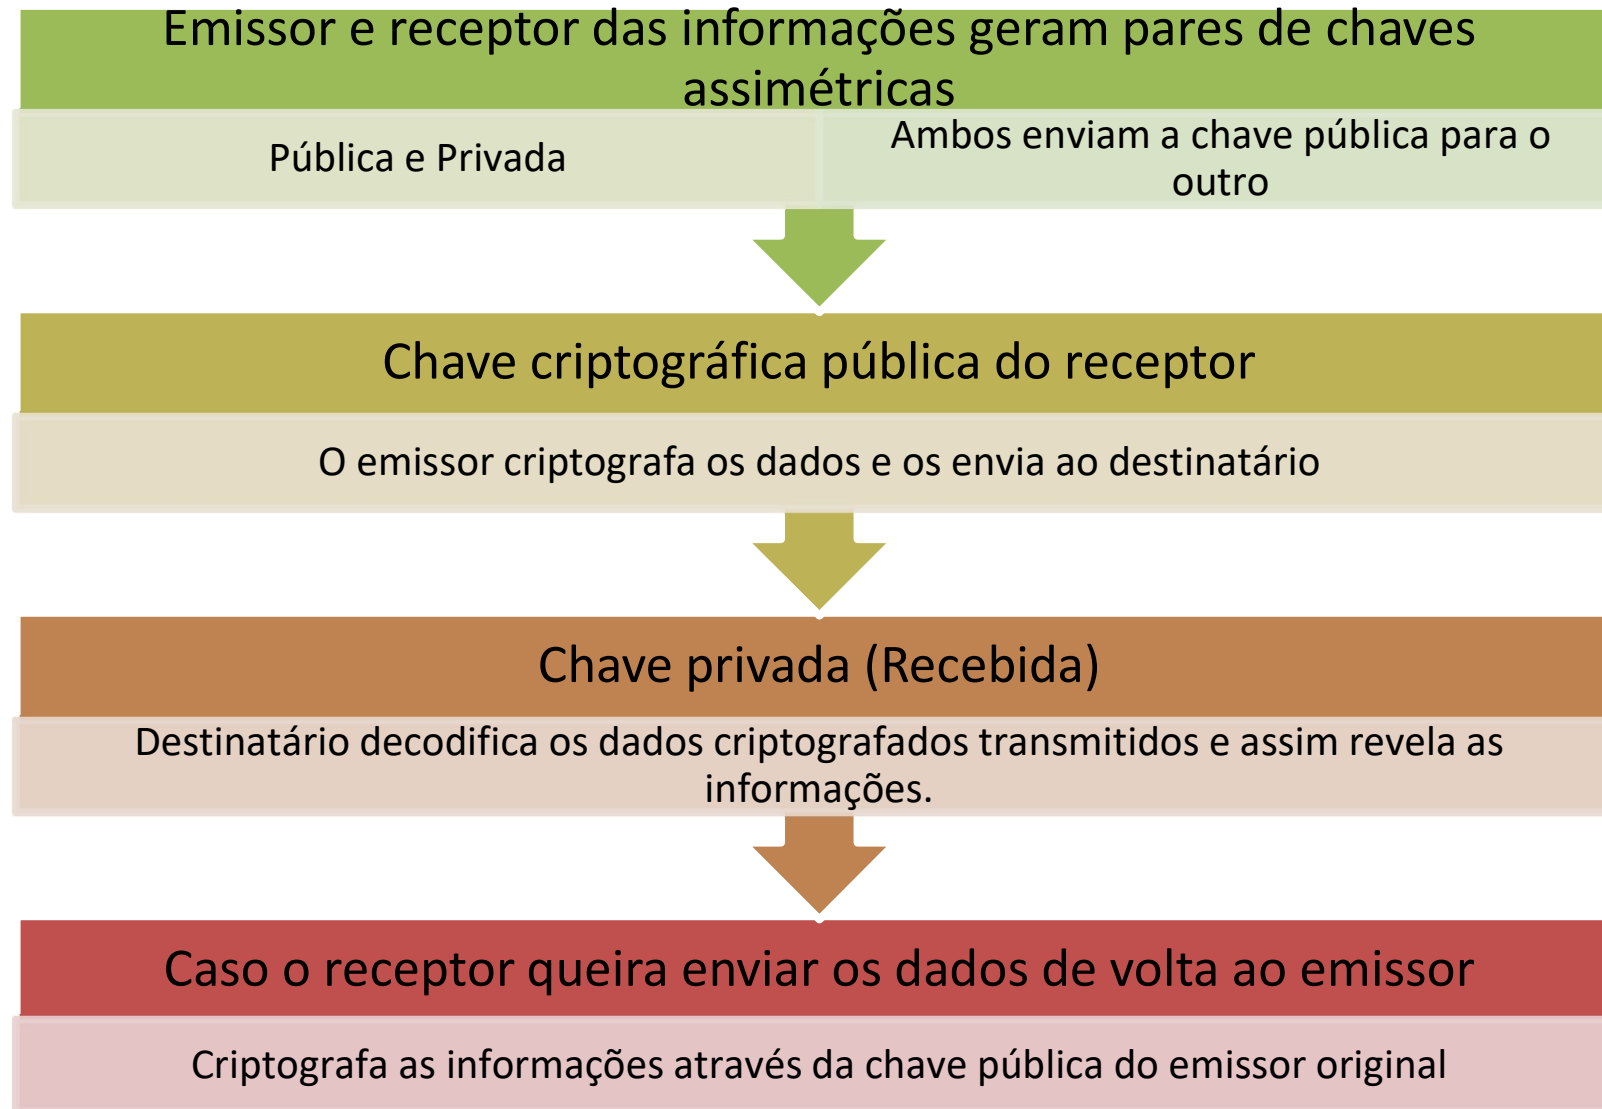 Emissor e receptor das informações geram pares de chaves
assimétricas
Pública e Privada
Ambos enviam a chave pública para o
outro
Chave criptográfica pública do receptor
O emissor criptografa os dados e os envia ao destinatário
Chave privada (Recebida)
Destinatário decodifica os dados criptografados transmitidos e assim revela as
informações.
Caso o receptor queira enviar os dados de volta ao emissor
Criptografa as informações através da chave pública do emissor original